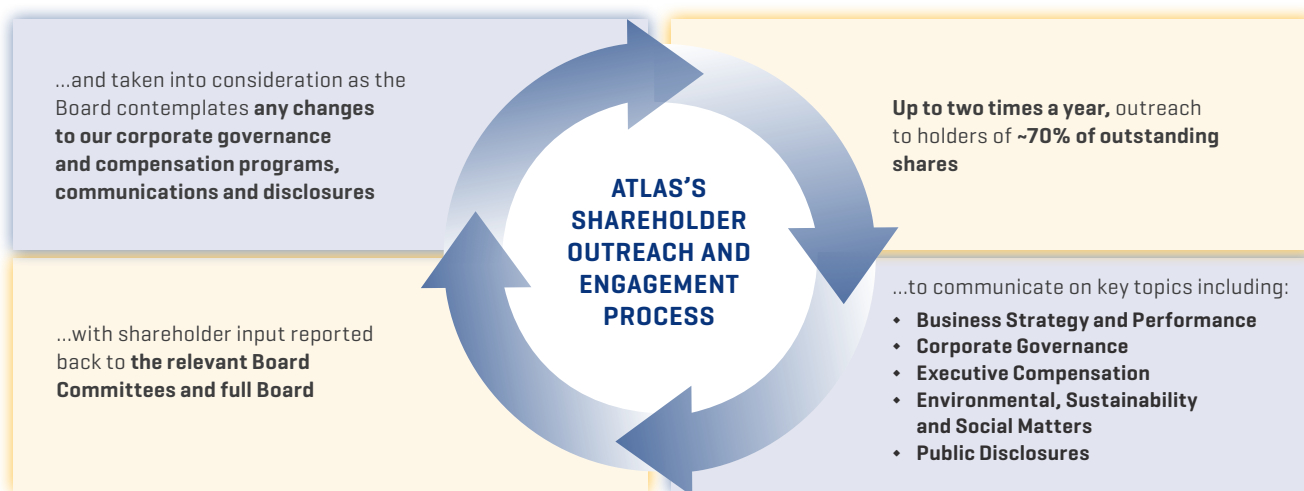 ATLAS'S
SHAREHOLDER
OUTREACH AND
ENGAGEMENT
PROCESS
Up to two times a year, outreach
to holders of ~70% of outstanding
shares
...to communicate on key topics including:
• Business Strategy and Performance
• Corporate Governance
• Executive Compensation
• Environmental, Sustainability
and Social Matters
• Public Disclosures
...with shareholder input reported
back to the relevant Board
Committees and full Board
...and taken into consideration as the
Board contemplates any changes
to our corporate governance
and compensation programs,
communications and disclosures